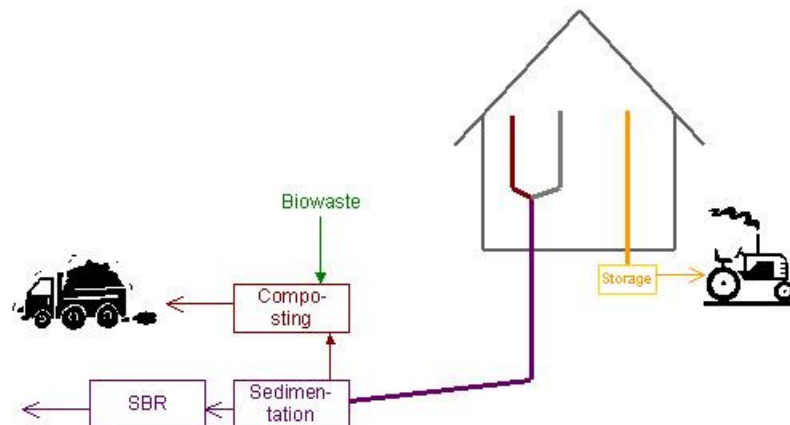 Biowaste
Storage
Compo-
sting
SBR
Sedimen-
tation